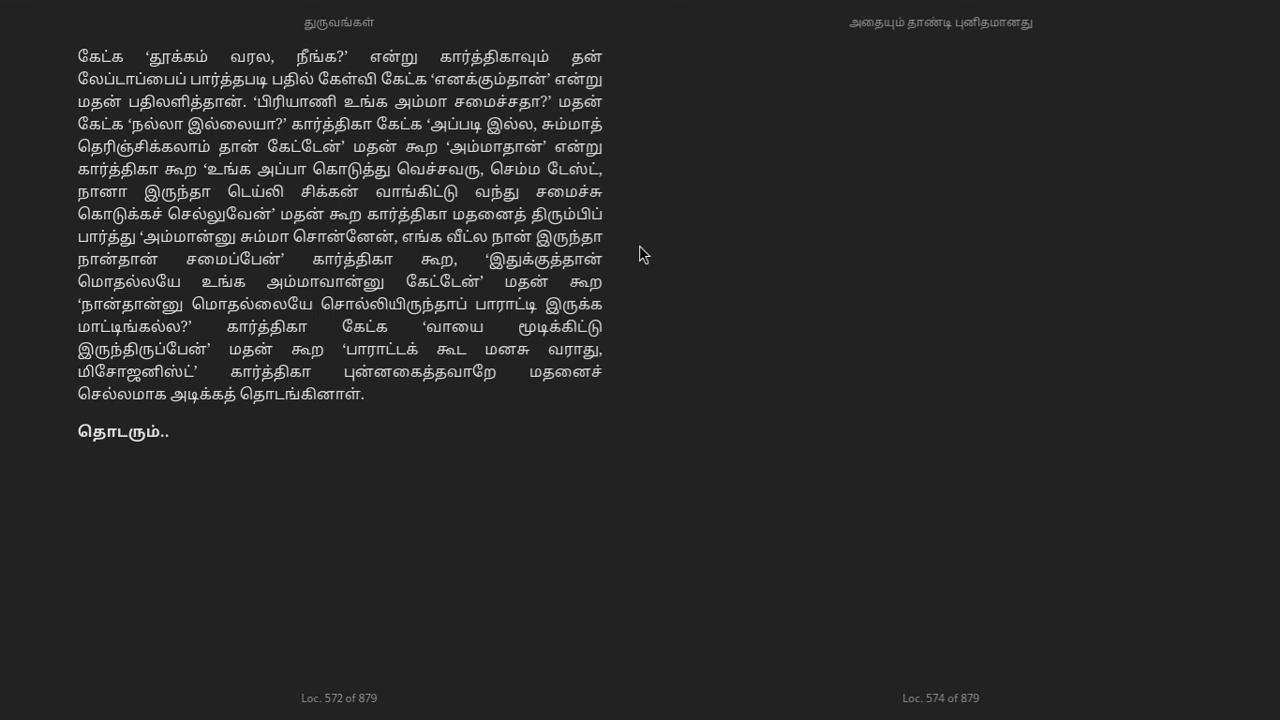 துருவங்கள்
அதையும் தாண்டி புனிதமானது
கேட்க ‘தூக்கம் வரல, நீங்க?’ என்று கார்த்திகாவும் தன்
லேப்டாப்பைப் பார்த்தபடி பதில் கேள்வி கேட்க ‘எனக்கும்தான்’ என்று
மதன் பதிலளித்தான். ‘பிரியாணி உங்க அம்மா சமைச்சதா?’ மதன்
கேட்க ‘நல்லா இல்லையா?’ கார்த்திகா கேட்க ‘அப்படி இல்ல, சும்மாத்
தெரிஞ்சிக்கலாம் தான் கேட்டேன்’ மதன் கூற ‘அம்மாதான்’ என்று
கார்த்திகா கூற ‘உங்க அப்பா கொடுத்து வெச்சவரு, செம்ம டேஸ்ட்,
நானா இருந்தா டெய்லி சிக்கன் வாங்கிட்டு வந்து சமைச்சு
கொடுக்கச் செல்லுவேன்’ மதன் கூற கார்த்திகா மதனைத் திரும்பிப்
பார்த்து ‘அம்மான்னு சும்மா சொன்னேன், எங்க வீட்ல நான் இருந்தா
நான்தான் சமைப்பேன்’ கார்த்திகா கூற, ‘இதுக்குத்தான்
மொதல்லயே உங்க அம்மாவான்னு கேட்டேன்’ மதன் கூற
‘நான்தான்னு மொதல்லையே சொல்லியிருந்தாப் பாராட்டி இருக்க
மாட்டிங்கல்ல?’ கார்த்திகா கேட்க ‘வாயை மூடிக்கிட்டு
இருந்திருப்பேன்’ மதன் கூற ‘பாராட்டக் கூட மனசு வராது,
மிசோஜனிஸ்ட்’ கார்த்திகா புன்னகைத்தவாறே மதனைச்
செல்லமாக அடிக்கத் தொடங்கினாள்.
தொடரும்..
Loc. 572 of 879
Loc. 574 of 879